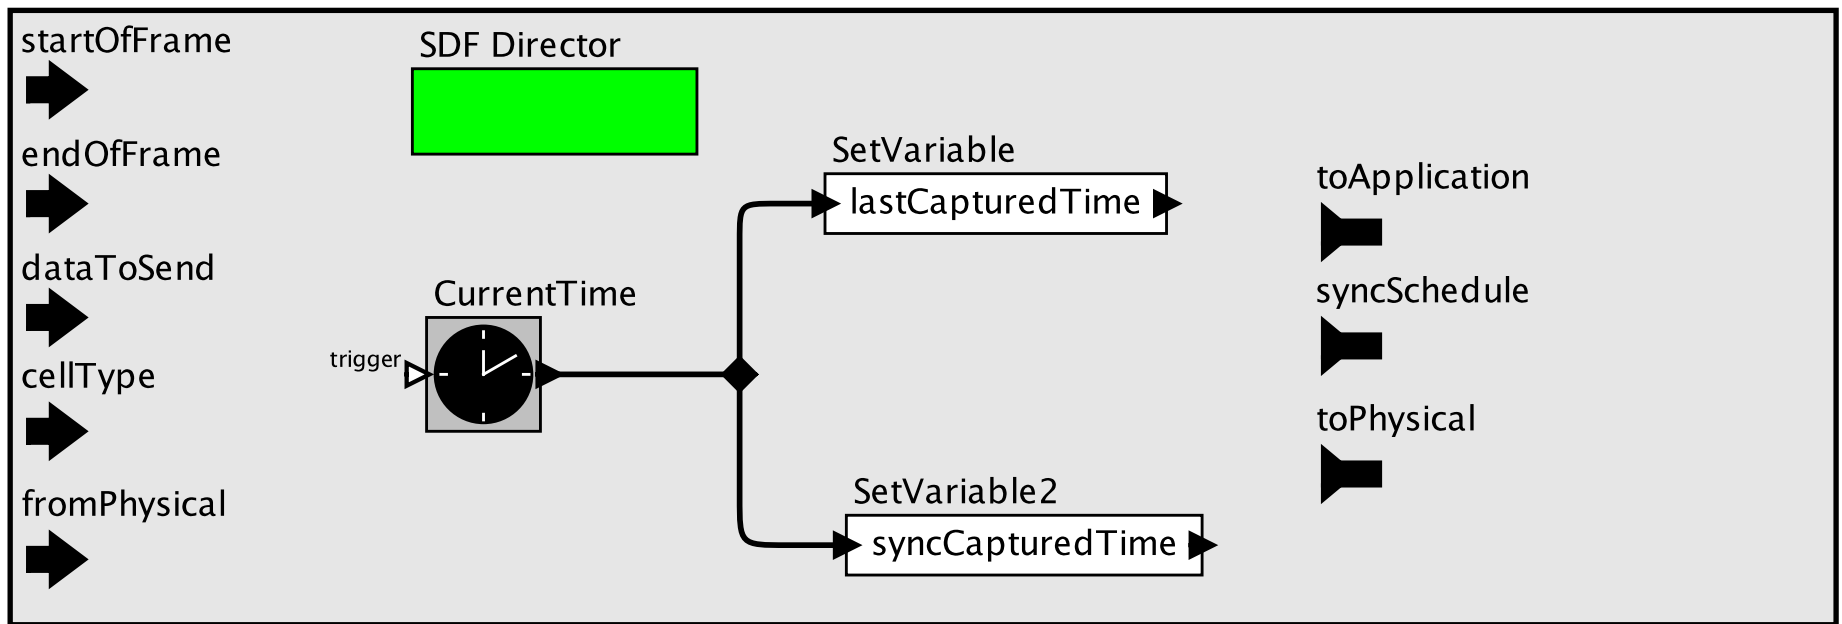 startOfFrame
SDF Director
endOfFrame
SetVariable
lastCapturedTime
toApplication
dataToSend
CurrentTime
syncSchedule
trigger
cellType
toPhysical
fromPhysical
SetVariable2
syncCapturedTime